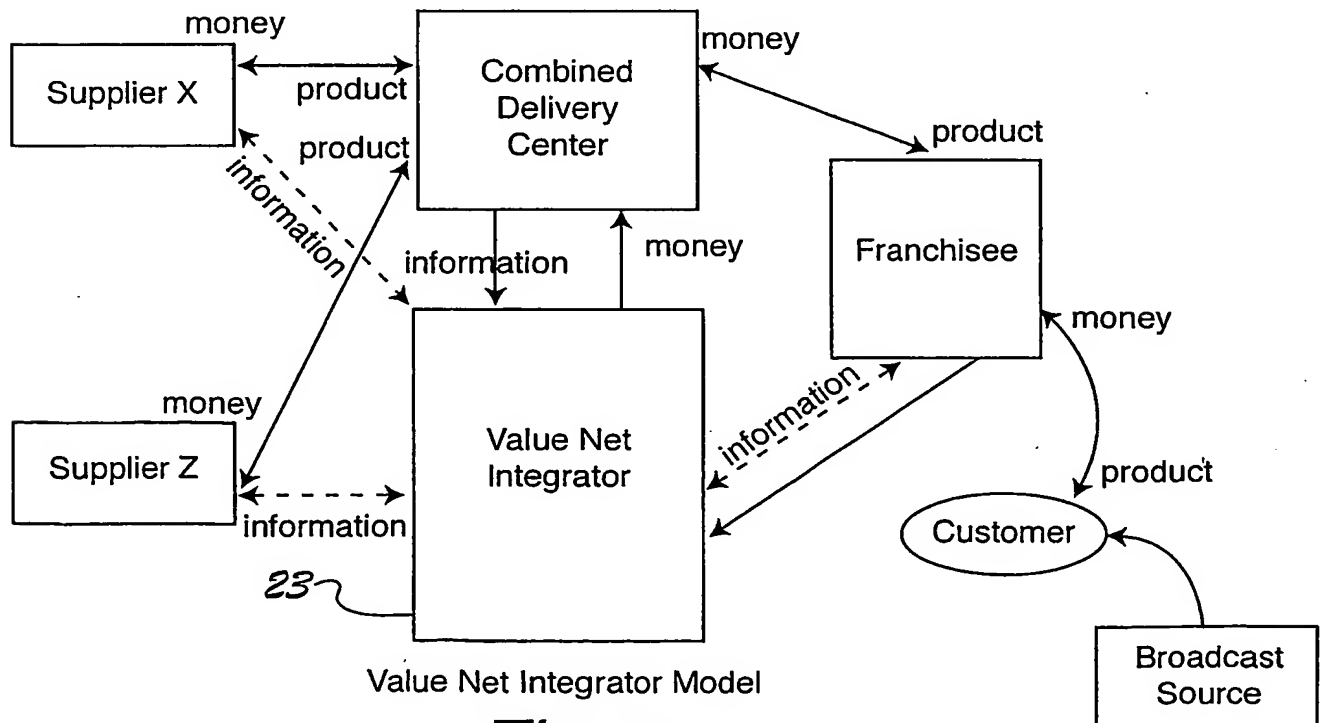 money
Supplier X
product
product
information
Combined
Delivery
Center
money
product
Franchisee
information
money
money
Supplier Z
information
Value Net
Integrator
information
money
product
Customer
23
Value Net Integrator Model
Broadcast
Source